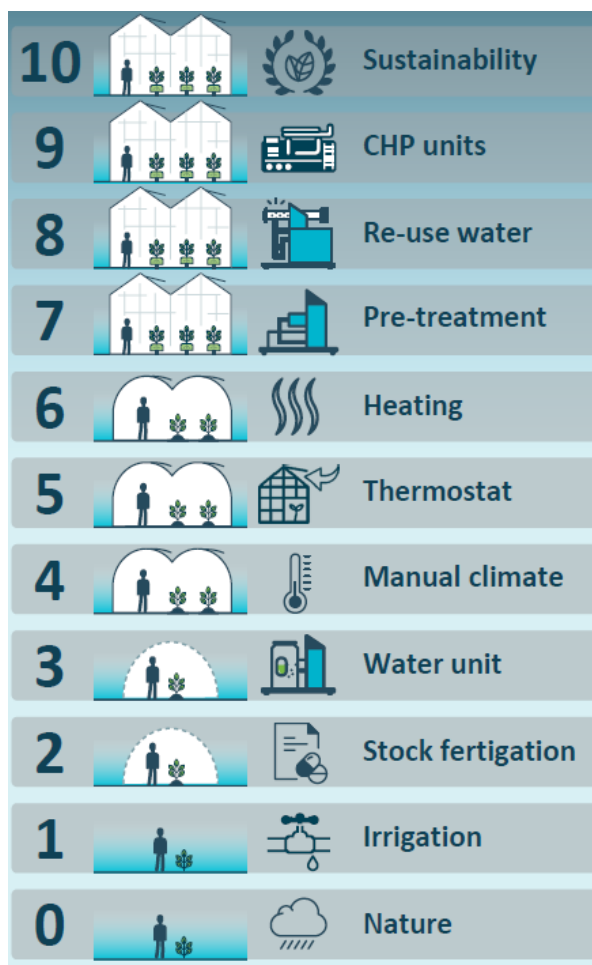 10 Sustainability
9 CHP units
8 Re-use water
7 Pre-treatment
6 Heating
5 Thermostat
4 Manual climate
3 Water unit
2 Stock fertigation
1 Irrigation
0 Nature